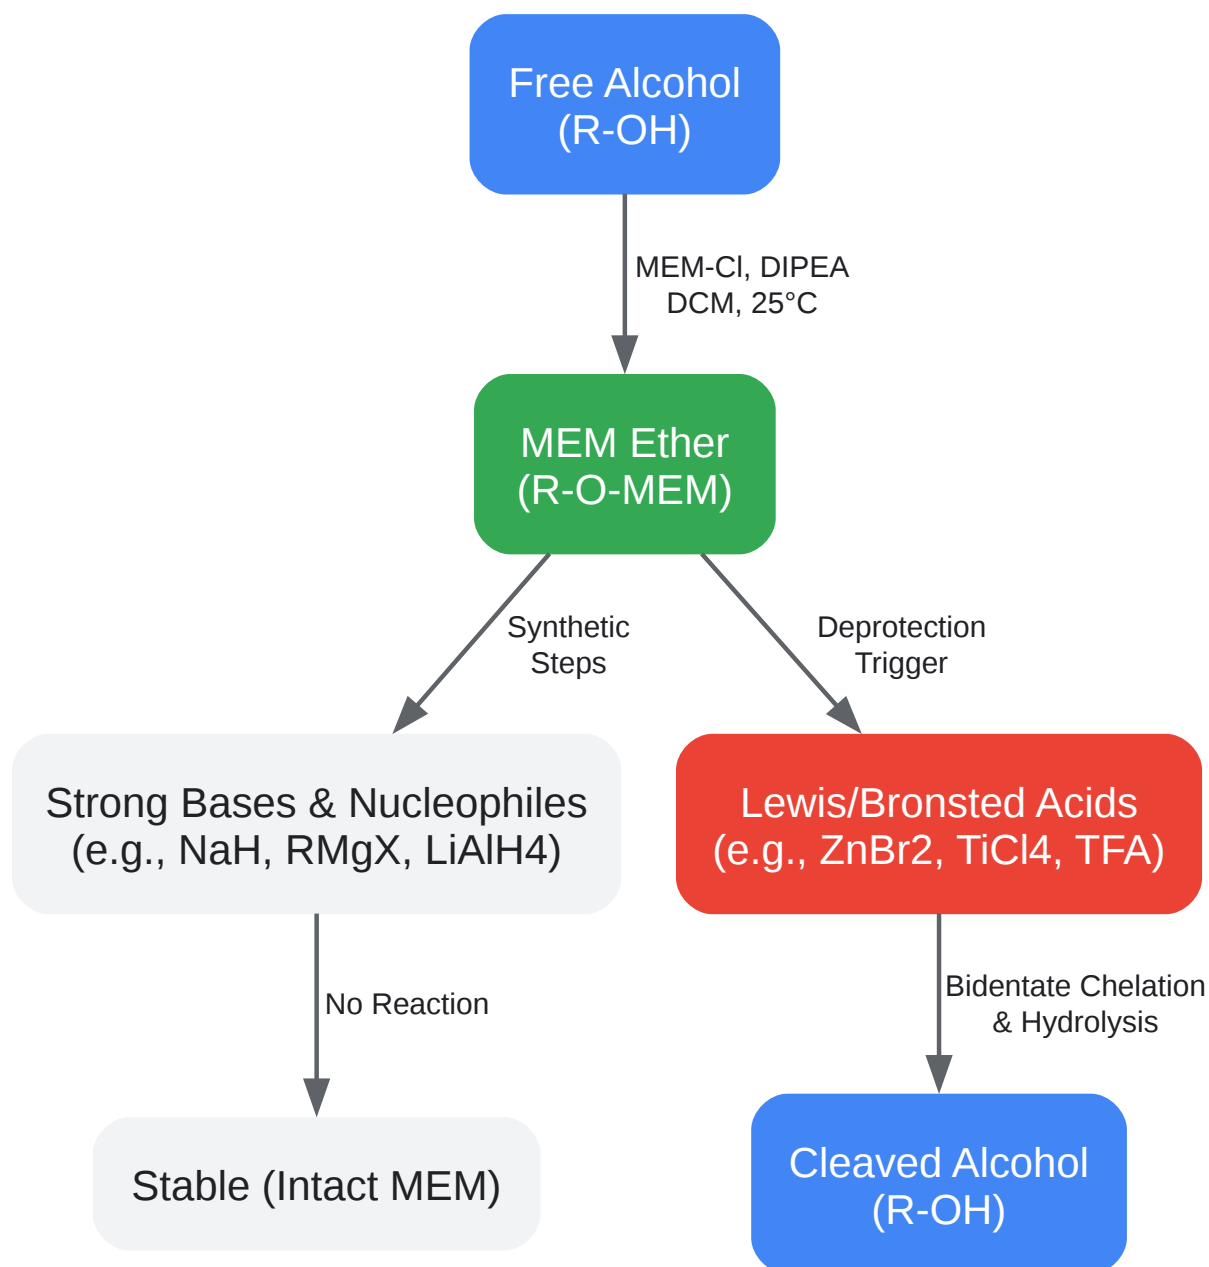 Free Alcohol
(R-OH)
MEM-Cl, DIPEA
DCM, 25°C
MEM Ether
(R-O-MEM)
Synthetic
Steps
Deprotection
Trigger
Strong Bases & Nucleophiles
(e.g., NaH, RMgX, LiAlH4)
Lewis/Bronsted Acids
(e.g., ZnBr2, TiCl4, TFA)
No Reaction
Bidentate Chelation
& Hydrolysis
Stable (Intact MEM)
Cleaved Alcohol
(R-OH)